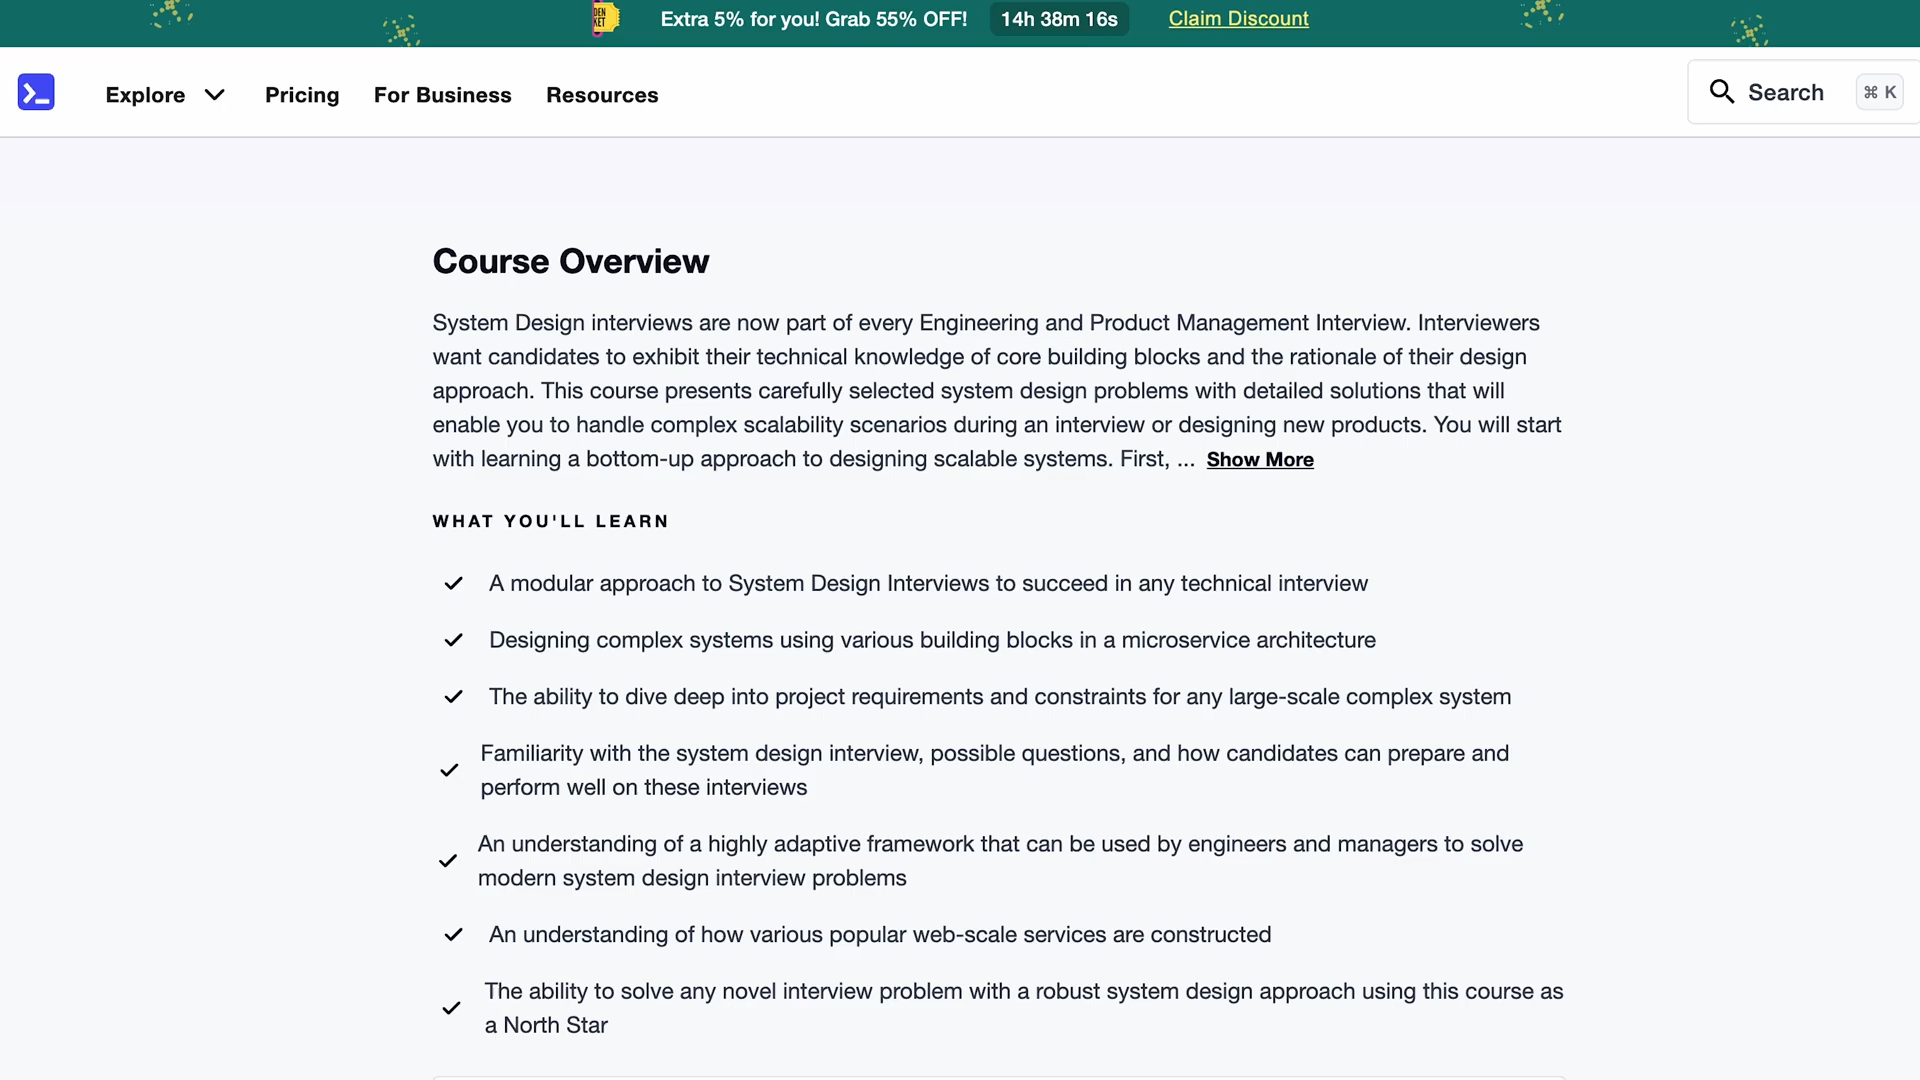 DEN
KET
Extra 5% for you! Grab 55% OFF!
14h 38m 16s
Claim Discount
Explore
Pricing
For Business
Resources
Search
⌘ K
Course Overview
System Design interviews are now part of every Engineering and Product Management Interview. Interviewers
want candidates to exhibit their technical knowledge of core building blocks and the rationale of their design
approach. This course presents carefully selected system design problems with detailed solutions that will
enable you to handle complex scalability scenarios during an interview or designing new products. You will start
with learning a bottom-up approach to designing scalable systems. First, ... Show More
WHAT YOU'LL LEARN
A modular approach to System Design Interviews to succeed in any technical interview
Designing complex systems using various building blocks in a microservice architecture
The ability to dive deep into project requirements and constraints for any large-scale complex system
Familiarity with the system design interview, possible questions, and how candidates can prepare and
perform well on these interviews
An understanding of a highly adaptive framework that can be used by engineers and managers to solve
modern system design interview problems
An understanding of how various popular web-scale services are constructed
The ability to solve any novel interview problem with a robust system design approach using this course as
a North Star